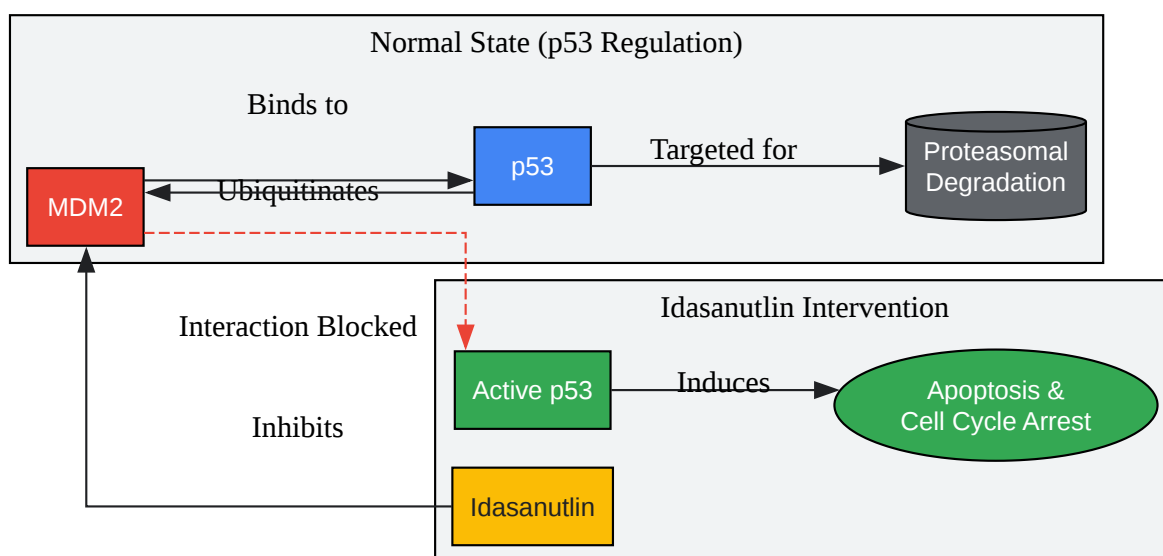 Normal State (p53 Regulation)
Binds to
p53
Targeted for
Proteasomal
Degradation
MDM2
Ubiquitinates
Idasanutlin Intervention
Interaction Blocked
Active p53
Induces
Apoptosis &
Cell Cycle Arrest
Inhibits
Idasanutlin